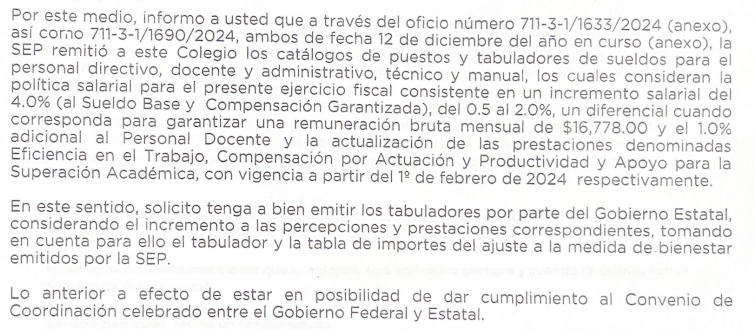 Por este medio, informo a usted que a través del oficio número 711-3-1/1633/2024 (anexo),
así como 711-3-1/1690/2024, ambos de fecha 12 de diciembre del año en curso (anexo), la
SEP remitió a este Colegio los catálogos de puestos y tabuladores de sueldos para el
personal directivo, docente y administrativo, técnico y manual, los cuales consideran la
política salarial para el presente ejercicio fiscal consistente en un incremento salarial del
4.0% (al Sueldo Base y Compensación Garantizada), del 0.5 al 2.0%, un diferencial cuando
corresponda para garantizar una remuneración bruta mensual de $16,778.00 y el 1.0%
adicional al Personal Docente y la actualización de las prestaciones denominadas
Eficiencia en el Trabajo, Compensación por Actuación y Productividad y Apoyo para la
Superación Académica, con vigencia a partir del 1º de febrero de 2024 respectivamente.
En este sentido, solicito tenga a bien emitir los tabuladores por parte del Gobierno Estatal,
considerando el incremento a las percepciones y prestaciones correspondientes, tomando
en cuenta para ello el tabulador y la tabla de importes del ajuste a la medida de bienestar
emitidos por la SEP.
Lo anterior a efecto de estar en posibilidad de dar cumplimiento al Convenio de
Coordinación celebrado entre el Gobierno Federal y Estatal.